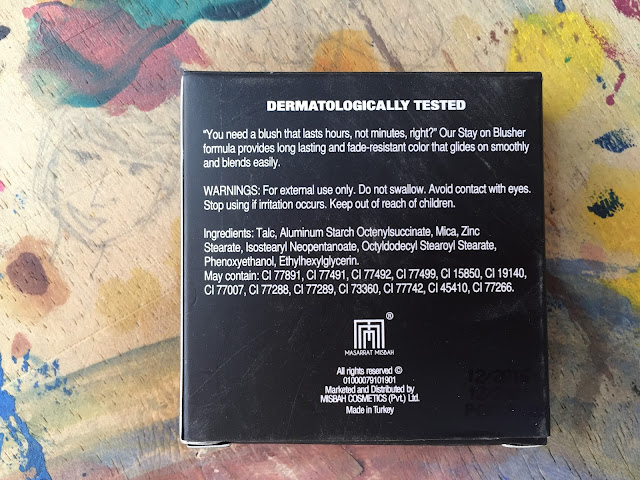 DERMATOLOGICALLY TESTED
"You need a blush that lasts hours, not minutes, right?" Our Stay on Blusher
formula provides long lasting and fade-resistant color that glides on smoothly
and blends easily.
WARNINGS: For external use only. Do not swallow. Avoid contact with eyes.
Stop using if irritation occurs. Keep out of reach of children.
Ingredients: Talc, Aluminum Starch Octenylsuccinate, Mica, Zinc
Stearate, Isostearyl Neopentanoate, Octyldodecyl Stearoyl Stearate,
Phenoxyethanol, Ethylhexylglycerin.
May contain: CI 77891, CI 77491, CI 77492, CI 77499, CI 15850, CI 19140,
CI 77007, CI 77288, CI 77289, CI 73360, CI 77742, CI 45410, CI 77266.
®
MASARRAT MISBAH
All rights reserved ©
01000079101901
Marketed and Distributed by
MISBAH COSMETICS (Pvt.) Ltd.
Made in Turkey